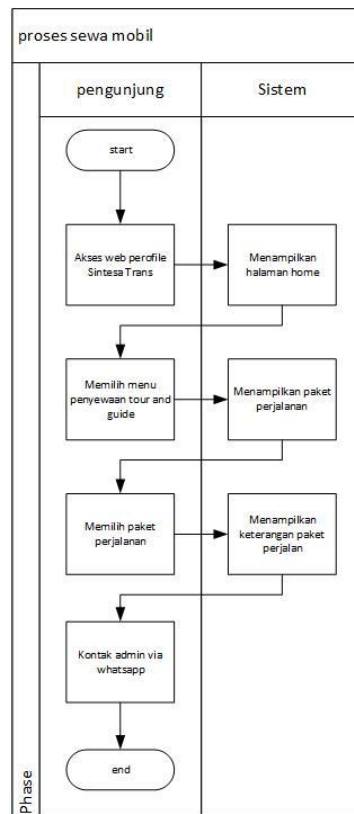 proses sewa mobil
pengunjung
Sistem
start
Akses web perofile
Sintesa Trans
Menampilkan
halaman home
Memilih menu
penyewaan tour and
guide
Menampilkan paket
perjalanan
Memilih paket
perjalanan
Menampilkan
keterangan paket
perjalan
Kontak admin via
whatsapp
end
Phase